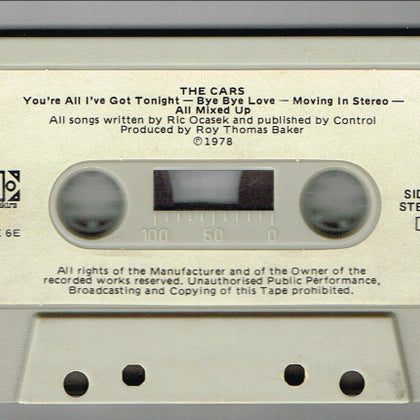 THE CARS
You're All I've Got Tonight — Bye Bye Love — Moving In Stereo —
All Mixed Up
All songs written by Ric Ocasek and published by Control
Produced by Roy Thomas Baker
©1978
SID
STE
6E
100 50 0
All rights of the Manufacturer and of the Owner of the
recorded works reserved. Unauthorised Public Performance,
Broadcasting and Copying of this Tape prohibited.